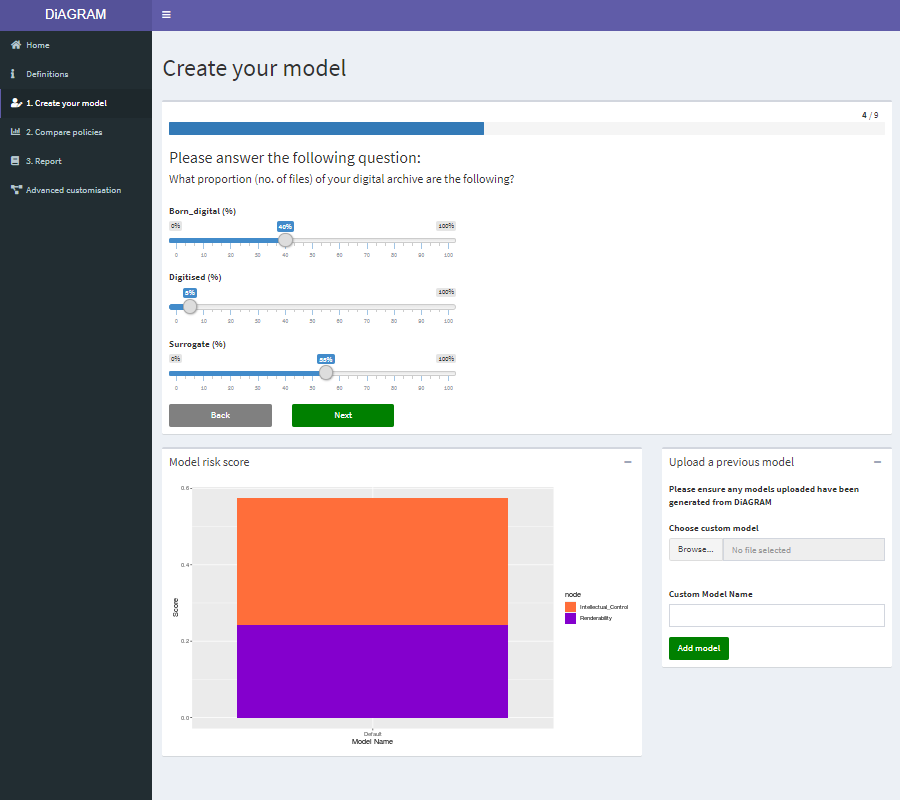 DiAGRAM
Home
Definitions
1. Create your model
2. Compare policies
3. Report
Advanced customisation
Create your model
4 / 9
Please answer the following question:
What proportion (no. of files) of your digital archive are the following?
Born_digital (%)
0% 40% 100%
0 10 20 30 40 50 60 70 80 90 100
Digitised (%)
5% 100%
0 10 20 30 40 50 60 70 80 90 100
Surrogate (%)
0% 55% 100%
0 10 20 30 40 50 60 70 80 90 100
Back Next
Model risk score
0.6
0.4
0.2
0.0
Score
Default
Model Name
node
Intellectual_Control
Renderability
Upload a previous model
Please ensure any models uploaded have been
generated from DiAGRAM
Choose custom model
Browse... No file selected
Custom Model Name
Add model